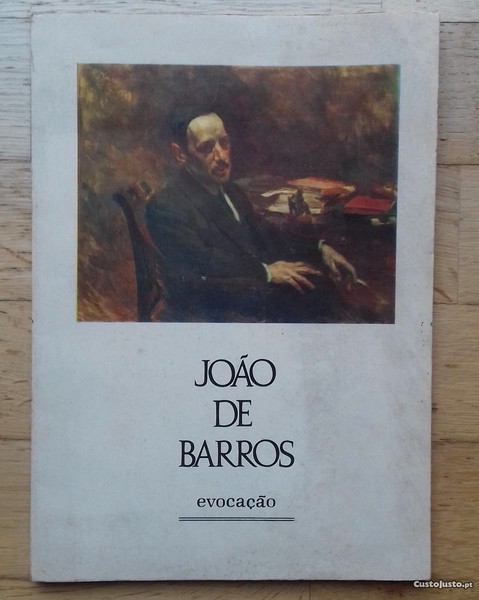 JOÃO
DE
BARROS
evocação
CustoJusto.pt